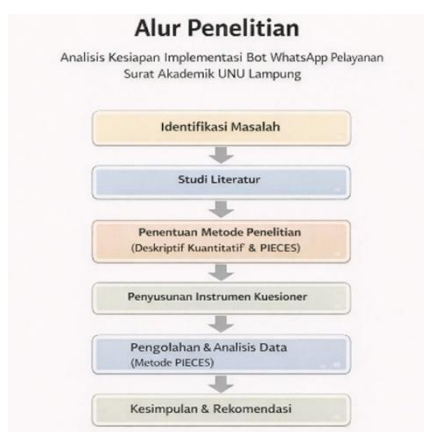 Alur Penelitian
Analisis Kesiapan Implementasi Bot WhatsApp Pelayanan
Surat Akademik UNU Lampung
Identifikasi Masalah
Studi Literatur
Penentuan Metode Penelitian
(Deskriptif Kuantitatif & PIECES)
Penyusunan Instrumen Kuesioner
Pengolahan & Analisis Data
(Metode PIECES)
Kesimpulan & Rekomendasi